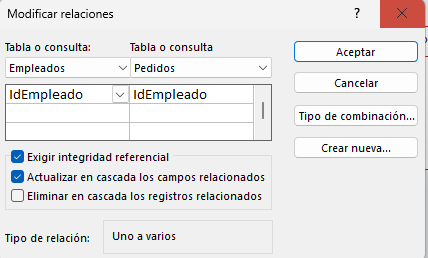 Modificar relaciones
?
Tabla o consulta: Tabla o consulta
Empleados Pedidos
IdEmpleado IdEmpleado
Exigir integridad referencial
Actualizar en cascada los campos relacionados
Eliminar en cascada los registros relacionados
Tipo de relación: Uno a varios
Aceptar
Cancelar
Tipo de combinación...
Crear nueva...